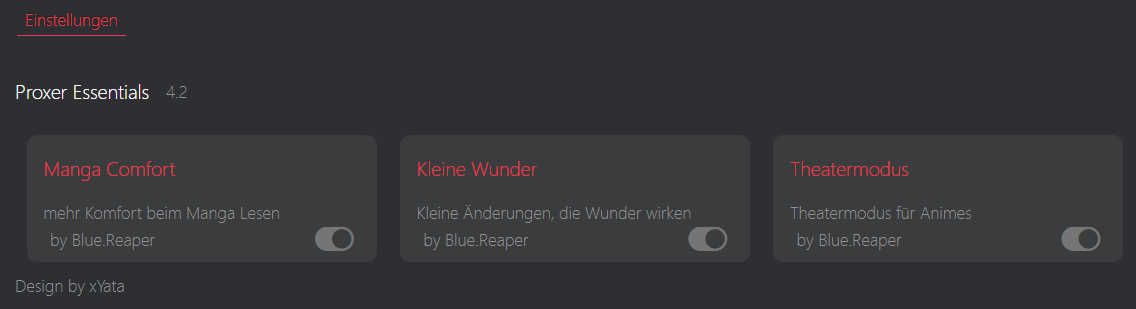 Einstellungen
Proxer Essentials 4.2
Manga Comfort
mehr Komfort beim Manga Lesen
by Blue.Reaper
Kleine Wunder
Kleine Änderungen, die Wunder wirken
by Blue.Reaper
Theatermodus
Theatermodus für Animes
by Blue.Reaper
Design by xYata